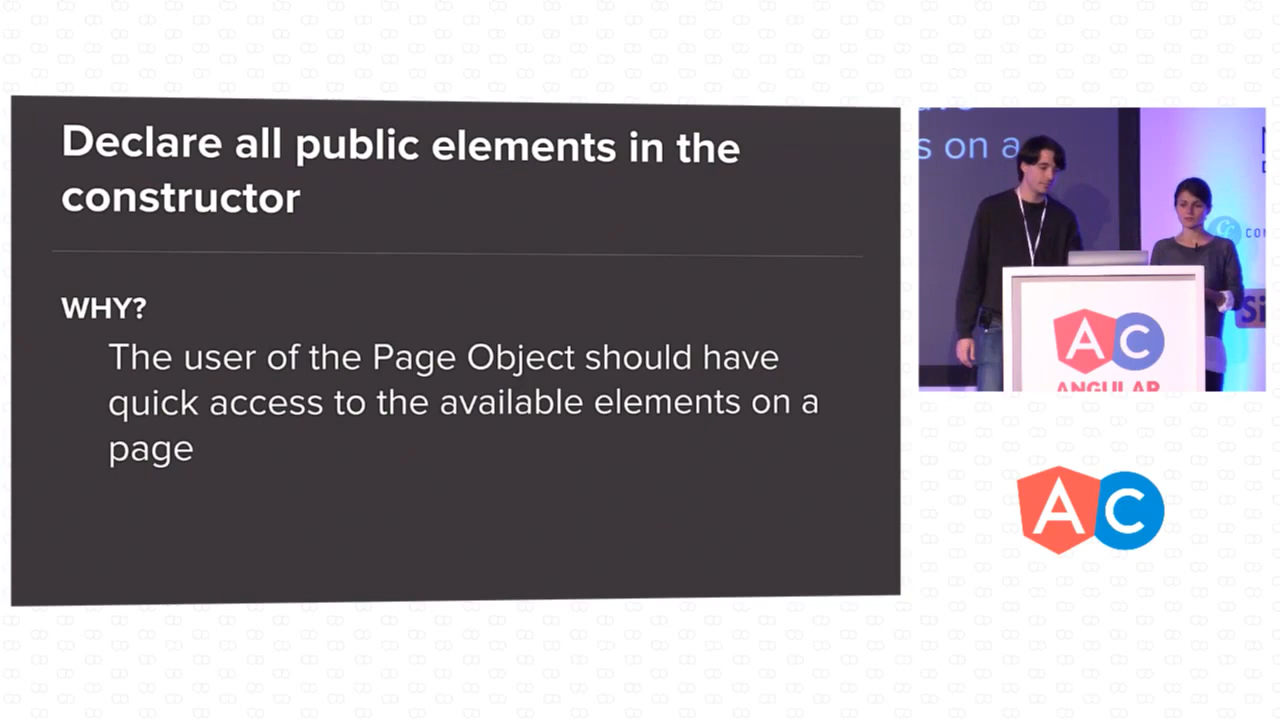 Declare all public elements in the
constructor
WHY?
The user of the Page Object should have
quick access to the available elements on a
page
s on a
AC
ANGULAR
AC